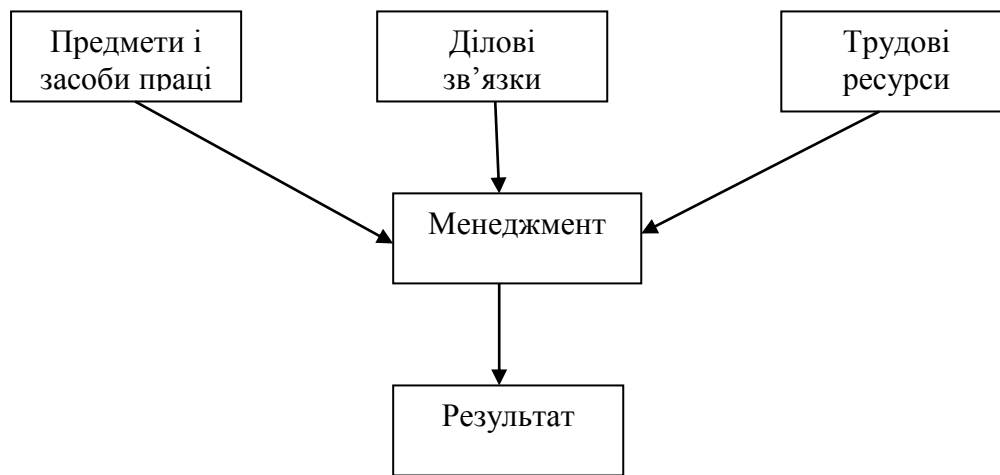 Предмети і
засоби праці
Ділові
зв’язки
Трудові
ресурси
Менеджмент
Результат